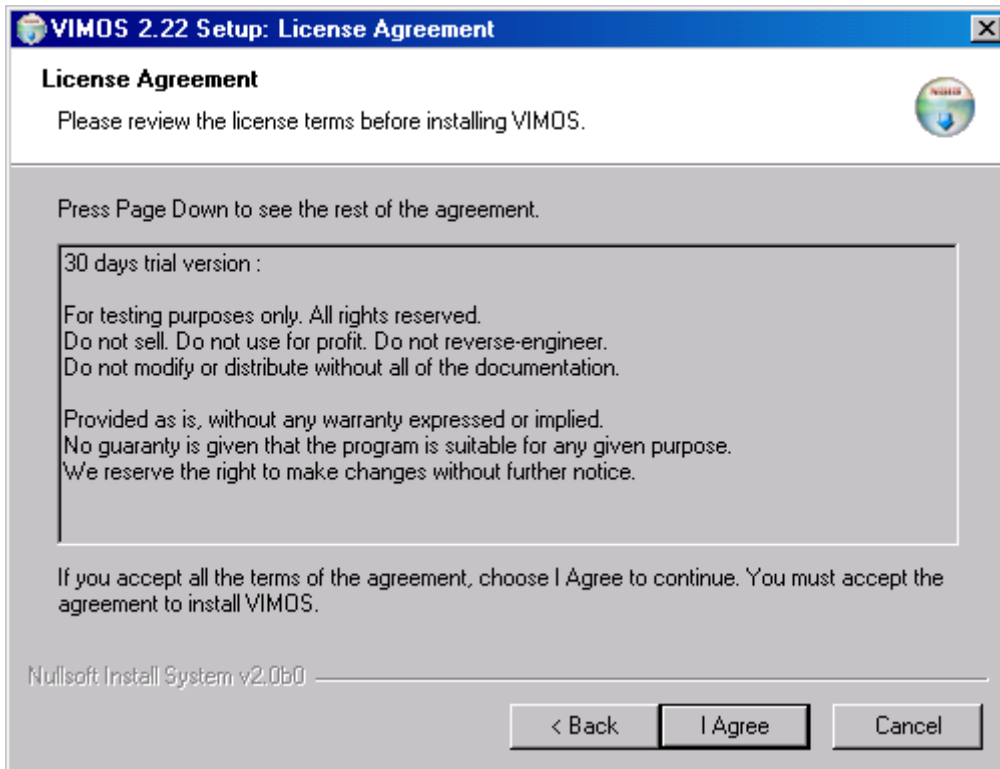 VIMOS 2.22 Setup: License Agreement
License Agreement
Please review the license terms before installing VIMOS.
Press Page Down to see the rest of the agreement.
30 days trial version :
For testing purposes only. All rights reserved.
Do not sell. Do not use for profit. Do not reverse-engineer.
Do not modify or distribute without all of the documentation.
Provided as is, without any warranty expressed or implied.
No guaranty is given that the program is suitable for any given purpose.
We reserve the right to make changes without further notice.
If you accept all the terms of the agreement, choose I Agree to continue. You must accept the
agreement to install VIMOS.
Nullsoft Install System v2.0b0
< Back
I Agree
Cancel